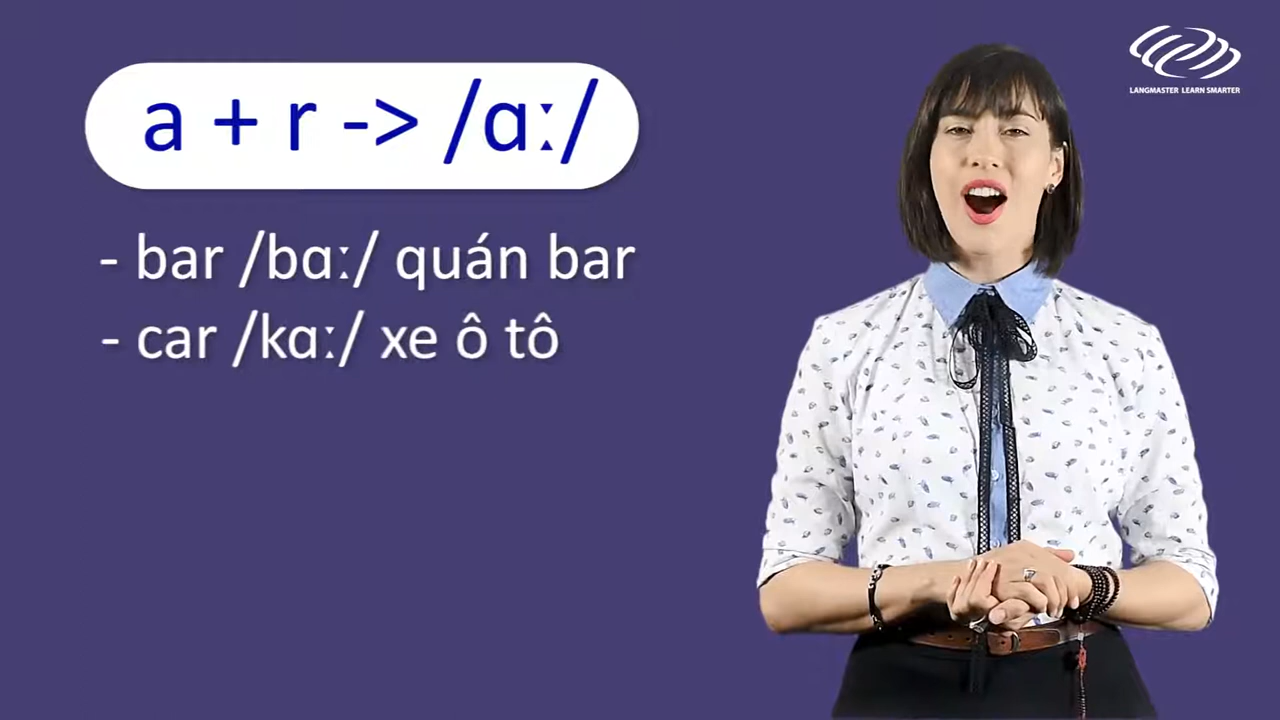 a + r -> /ɑː/
- bar /bɑː/ quán bar
- car /kɑː/ xe ô tô
LANGMASTER LEARN SMARTER